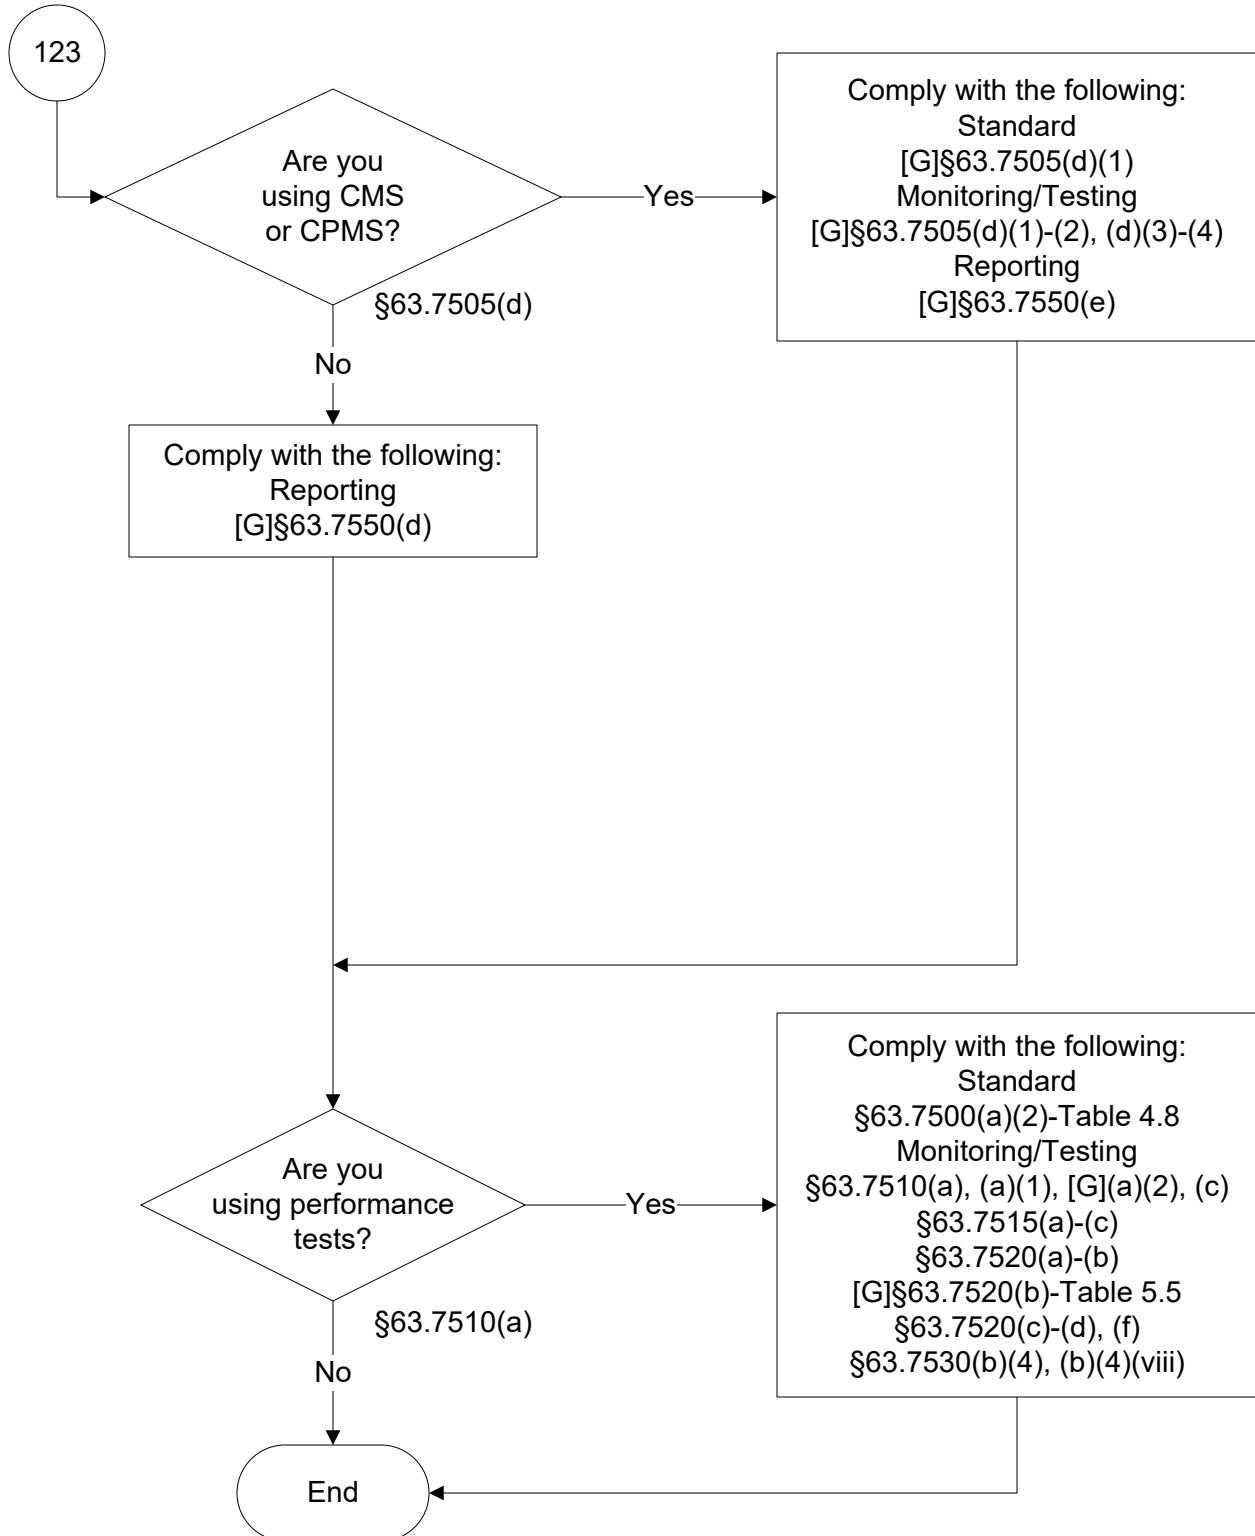 123
Are you
using CMS
or CPMS?
§63.7505(d)
Yes
Comply with the following:
Standard
[G]§63.7505(d)(1)
Monitoring/Testing
[G]§63.7505(d)(1)-(2), (d)(3)-(4)
Reporting
[G]§63.7550(e)
No
Comply with the following:
Reporting
[G]§63.7550(d)
Are you
using performance
tests?
§63.7510(a)
Yes
Comply with the following:
Standard
§63.7500(a)(2)-Table 4.8
Monitoring/Testing
§63.7510(a), (a)(1), [G](a)(2), (c)
§63.7515(a)-(c)
§63.7520(a)-(b)
[G]§63.7520(b)-Table 5.5
§63.7520(c)-(d), (f)
§63.7530(b)(4), (b)(4)(viii)
No
End